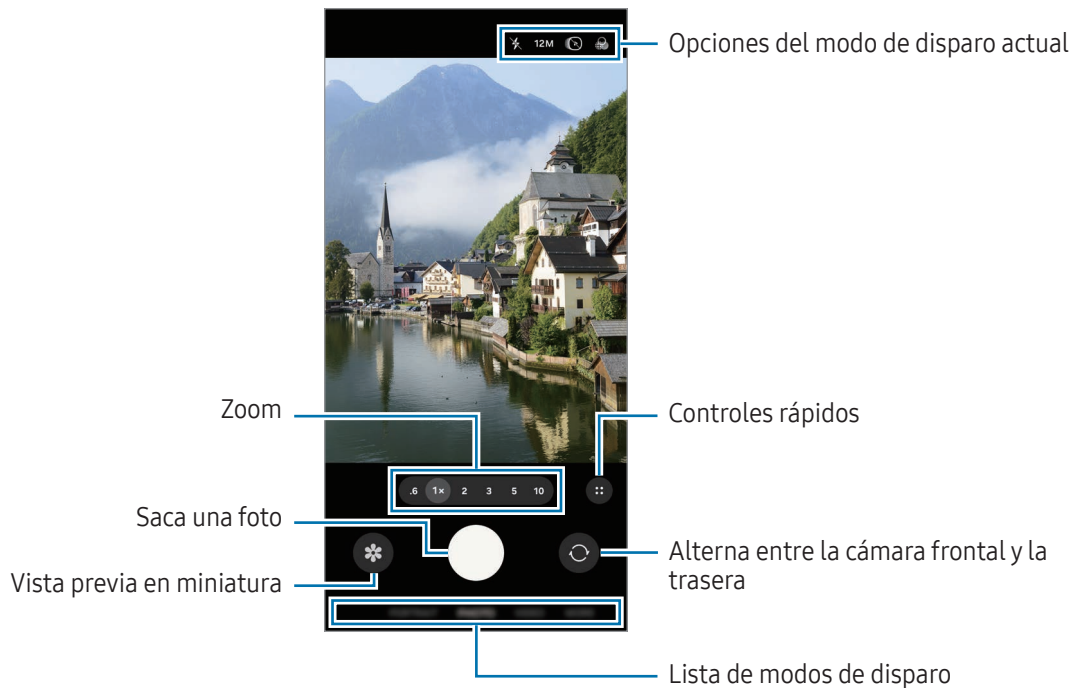 Opciones del modo de disparo actual
12M
Zoom
Controles rápidos
.6 1× 2 3 5 10
Saca una foto
Alterna entre la cámara frontal y la
trasera
Vista previa en miniatura
Lista de modos de disparo